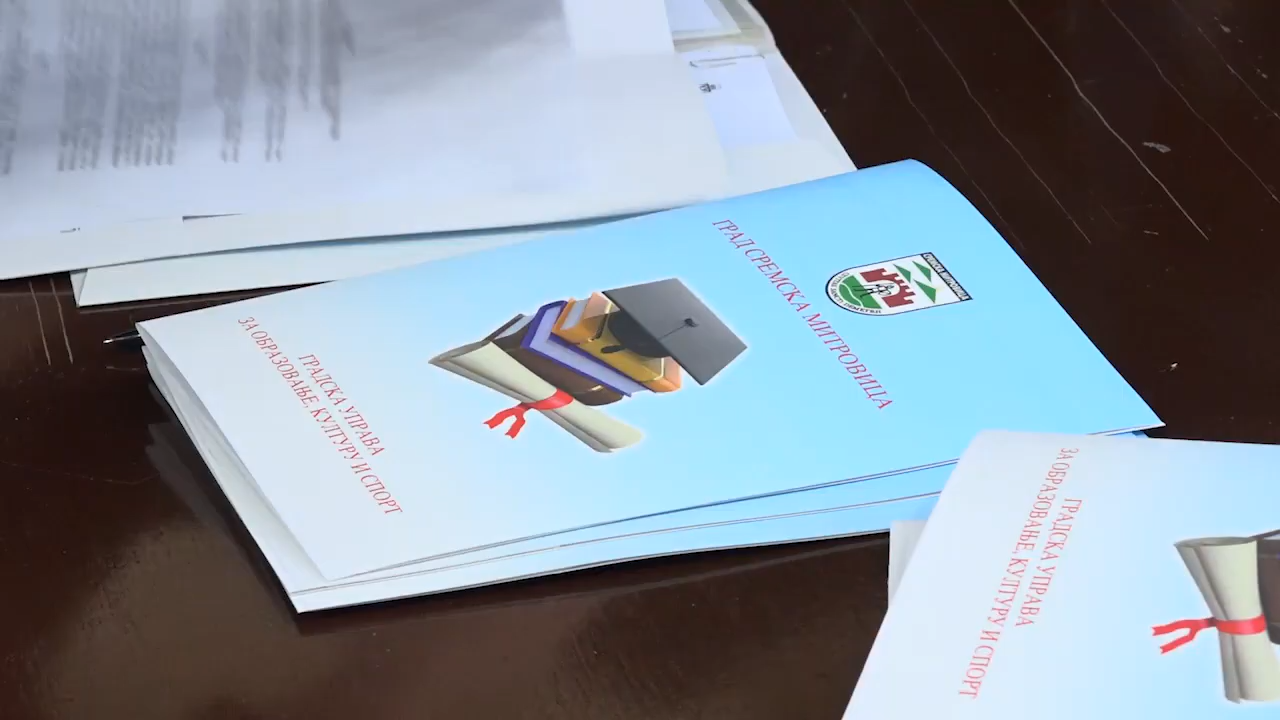 ГРАД СРЕМСКА МИТРОВИЦА
ГРАДСКА УПРАВА
ЗА ОБРАЗОВАЊЕ, КУЛТУРУ И СПОРТ
ГРАДСКА УПРАВА
ЗА ОБРАЗОВАЊЕ, КУЛТУРУ И СПОРТ